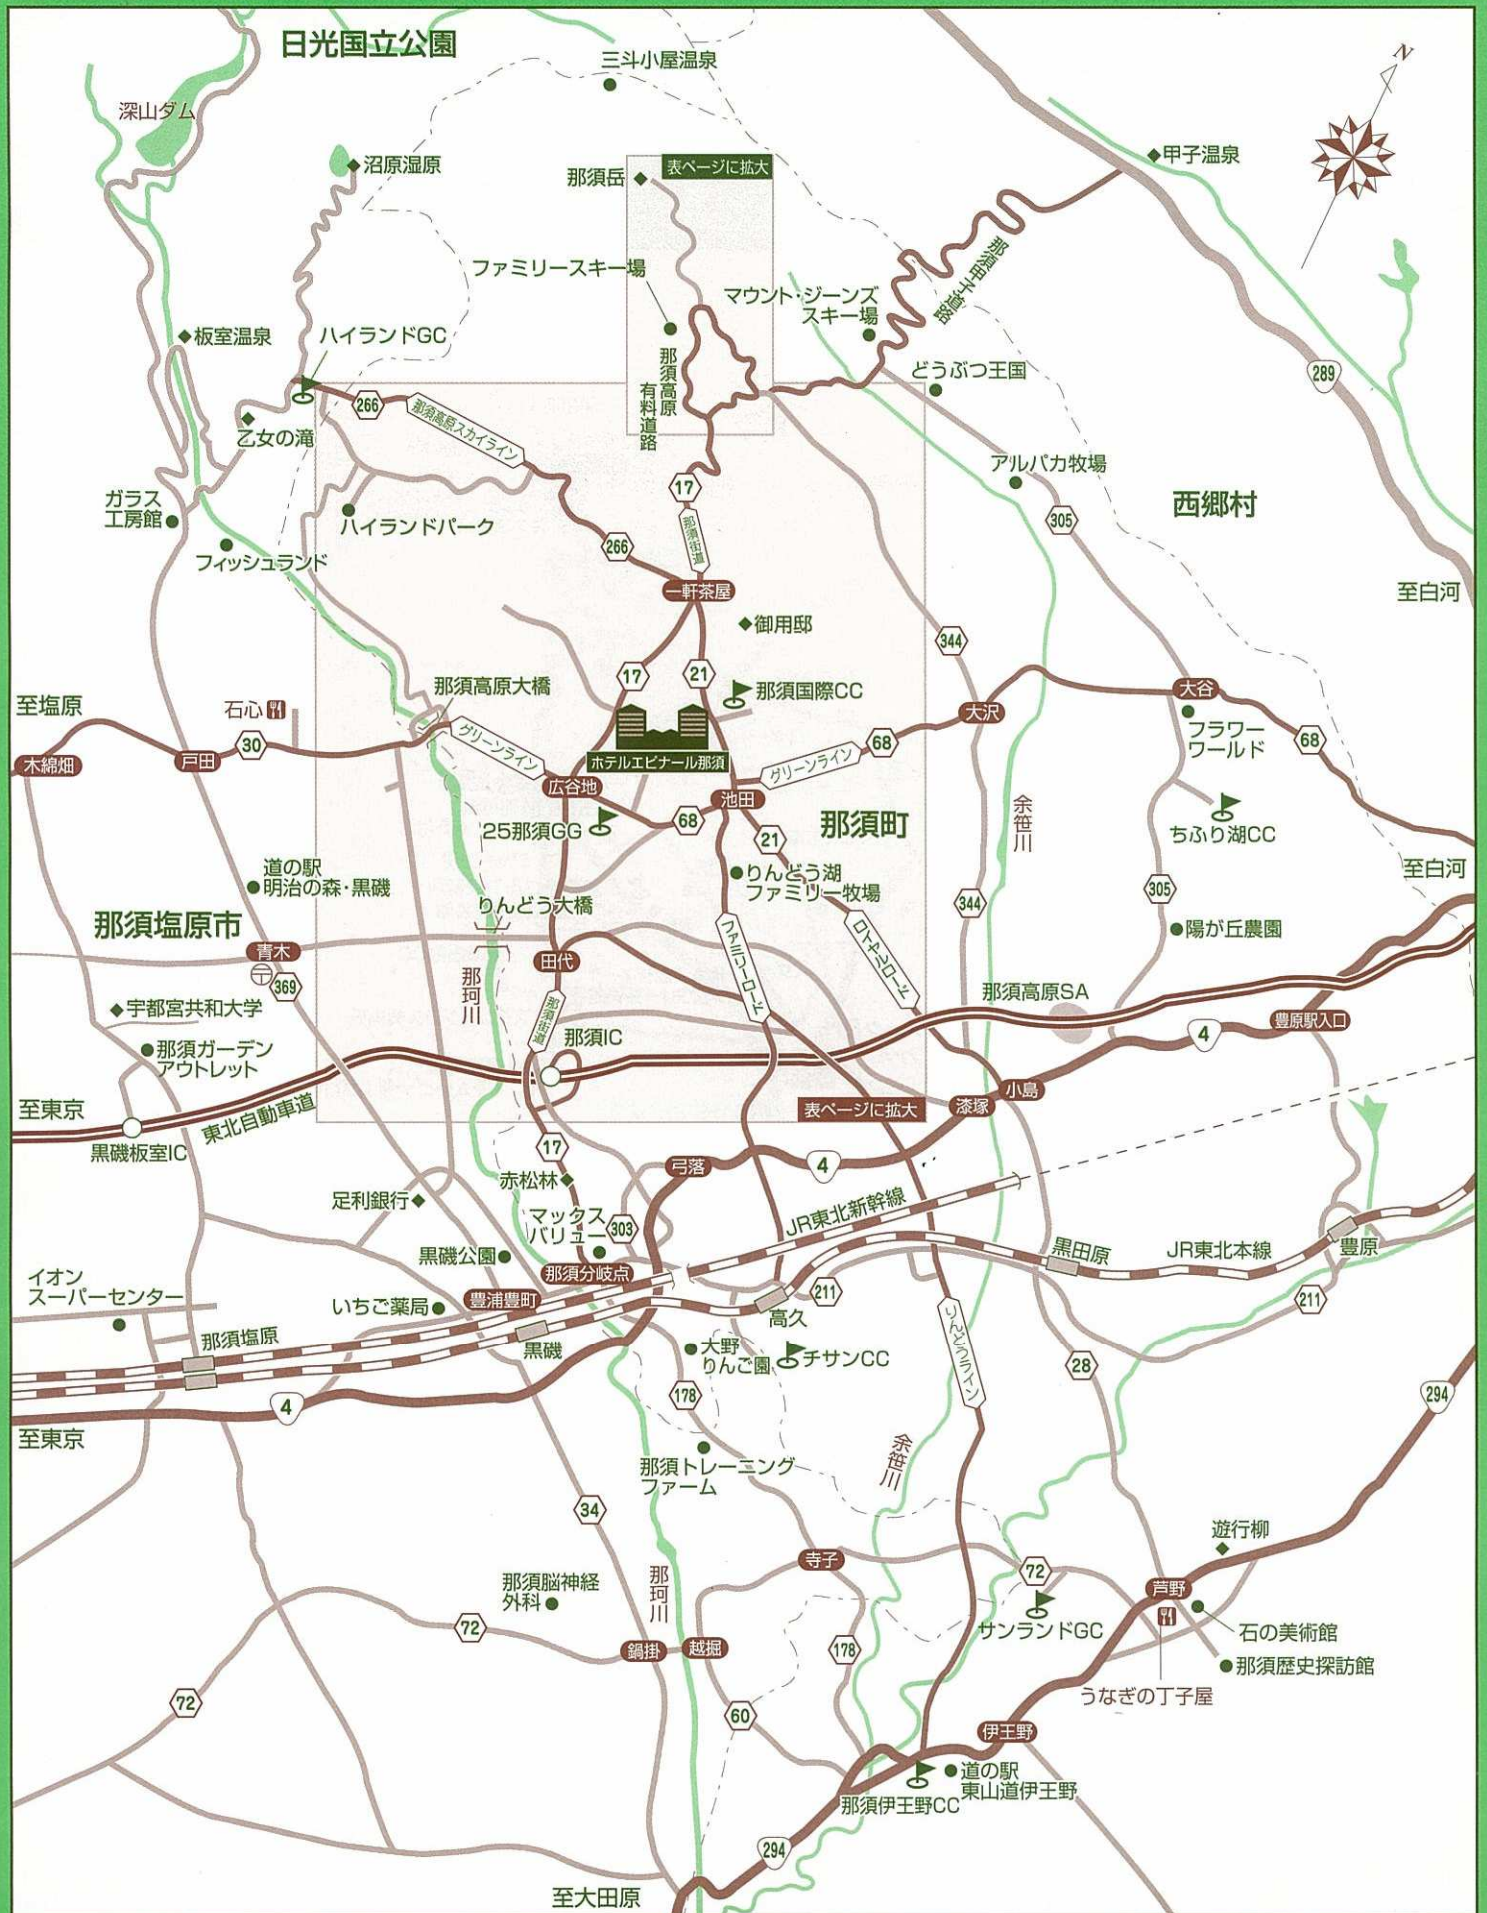 日光国立公園
三斗小屋温泉
N
深山ダム
沼原湿原
那須岳
表ページに拡大
甲子温泉
ファミリースキー場
マウント・ジーンズ
スキー場
那須甲子道路
板室温泉
ハイランドGC
那須高原
有料道路
どうぶつ王国
289
266
那須高原スカイライン
乙女の滝
アルパカ牧場
17
ガラス
工房館
ハイランドパーク
那須街道
305
西郷村
フィッシュランド
266
一軒茶屋
至白河
御用邸
344
17
21
那須高原大橋
那須国際CC
大谷
至塩原
石心
大沢
フラワー
ワールド
68
木綿畑
戸田
30
グリーンライン
ホテルエピナール那須
グリーンライン
68
広谷地
池田
25那須GG
68
21
那須町
余笹川
ちふり湖CC
至白河
道の駅
明治の森・黒磯
りんどう湖
ファミリー牧場
305
344
りんどう大橋
那須塩原市
青木
〒
369
田代
ファミリーロード
ロイヤルロード
陽が丘農園
那珂川
宇都宮共和大学
那須街道
那須IC
那須高原SA
豊原駅入口
4
那須ガーデン
アウトレット
至東京
東北自動車道
黒磯板室IC
表ページに拡大
漆塚
小島
17
弓落
4
赤松林
足利銀行
マックス
バリュー
303
JR東北新幹線
黒磯公園
那須分岐点
黒田原
JR東北本線
豊原
イオン
スーパーセンター
いちご薬局
豊浦豊町
211
211
高久
那須塩原
黒磯
大野
りんご園
チサンCC
りんどうライン
28
178
294
4
至東京
余笹川
那須トレーニング
ファーム
34
遊行柳
寺子
那須脳神経
外科
那珂川
72
芦野
72
サンランドGC
石の美術館
鍋掛
越堀
178
那須歴史探訪館
うなぎの丁子屋
72
60
伊王野
道の駅
東山道伊王野
那須伊王野CC
294
至大田原